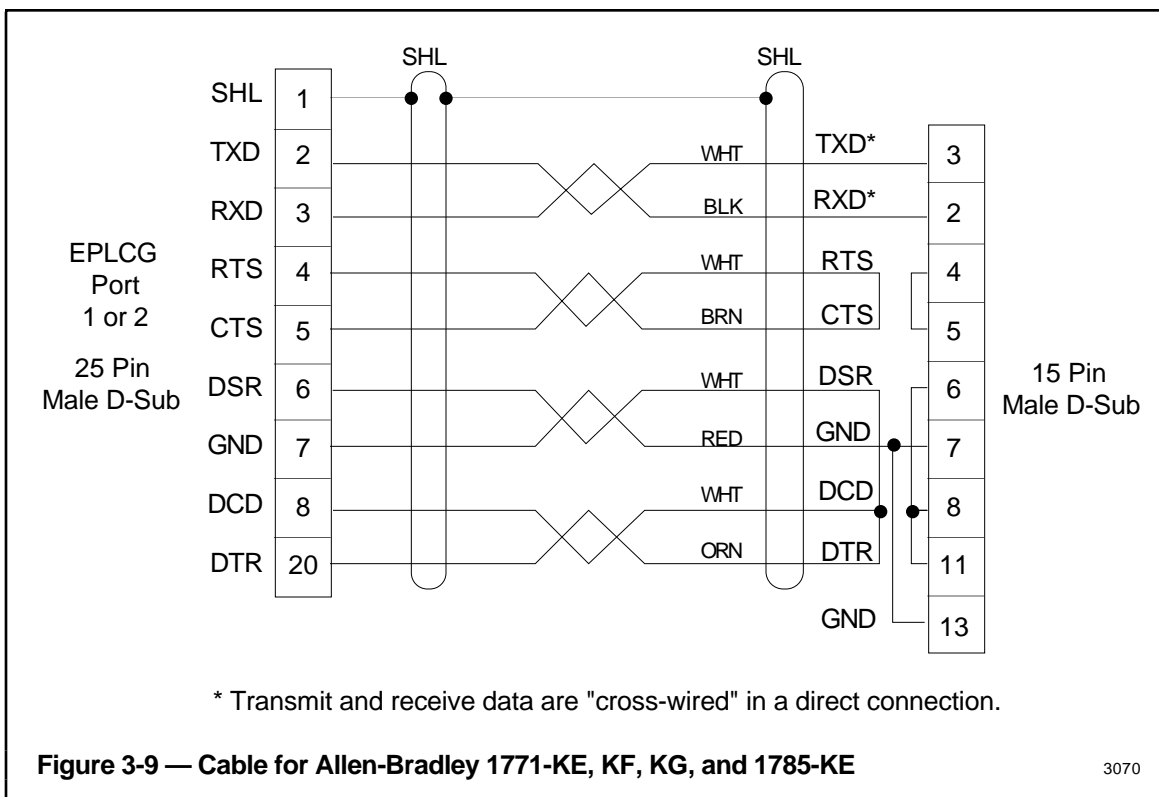 SHL SHL
SHL 1
TXD 2 WHT TXD* 3
RXD 3 BLK RXD* 2
EPLCG
Port
1 or 2
25 Pin
Male D-Sub
RTS 4 WHT RTS 4
CTS 5 BRN CTS 5
DSR 6 WHT DSR 6
GND 7 RED GND 7
DCD 8 WHT DCD 8
DTR 20 ORN DTR 11
GND 13
15 Pin
Male D-Sub
* Transmit and receive data are "cross-wired" in a direct connection.
Figure 3-9 — Cable for Allen-Bradley 1771-KE, KF, KG, and 1785-KE 3070